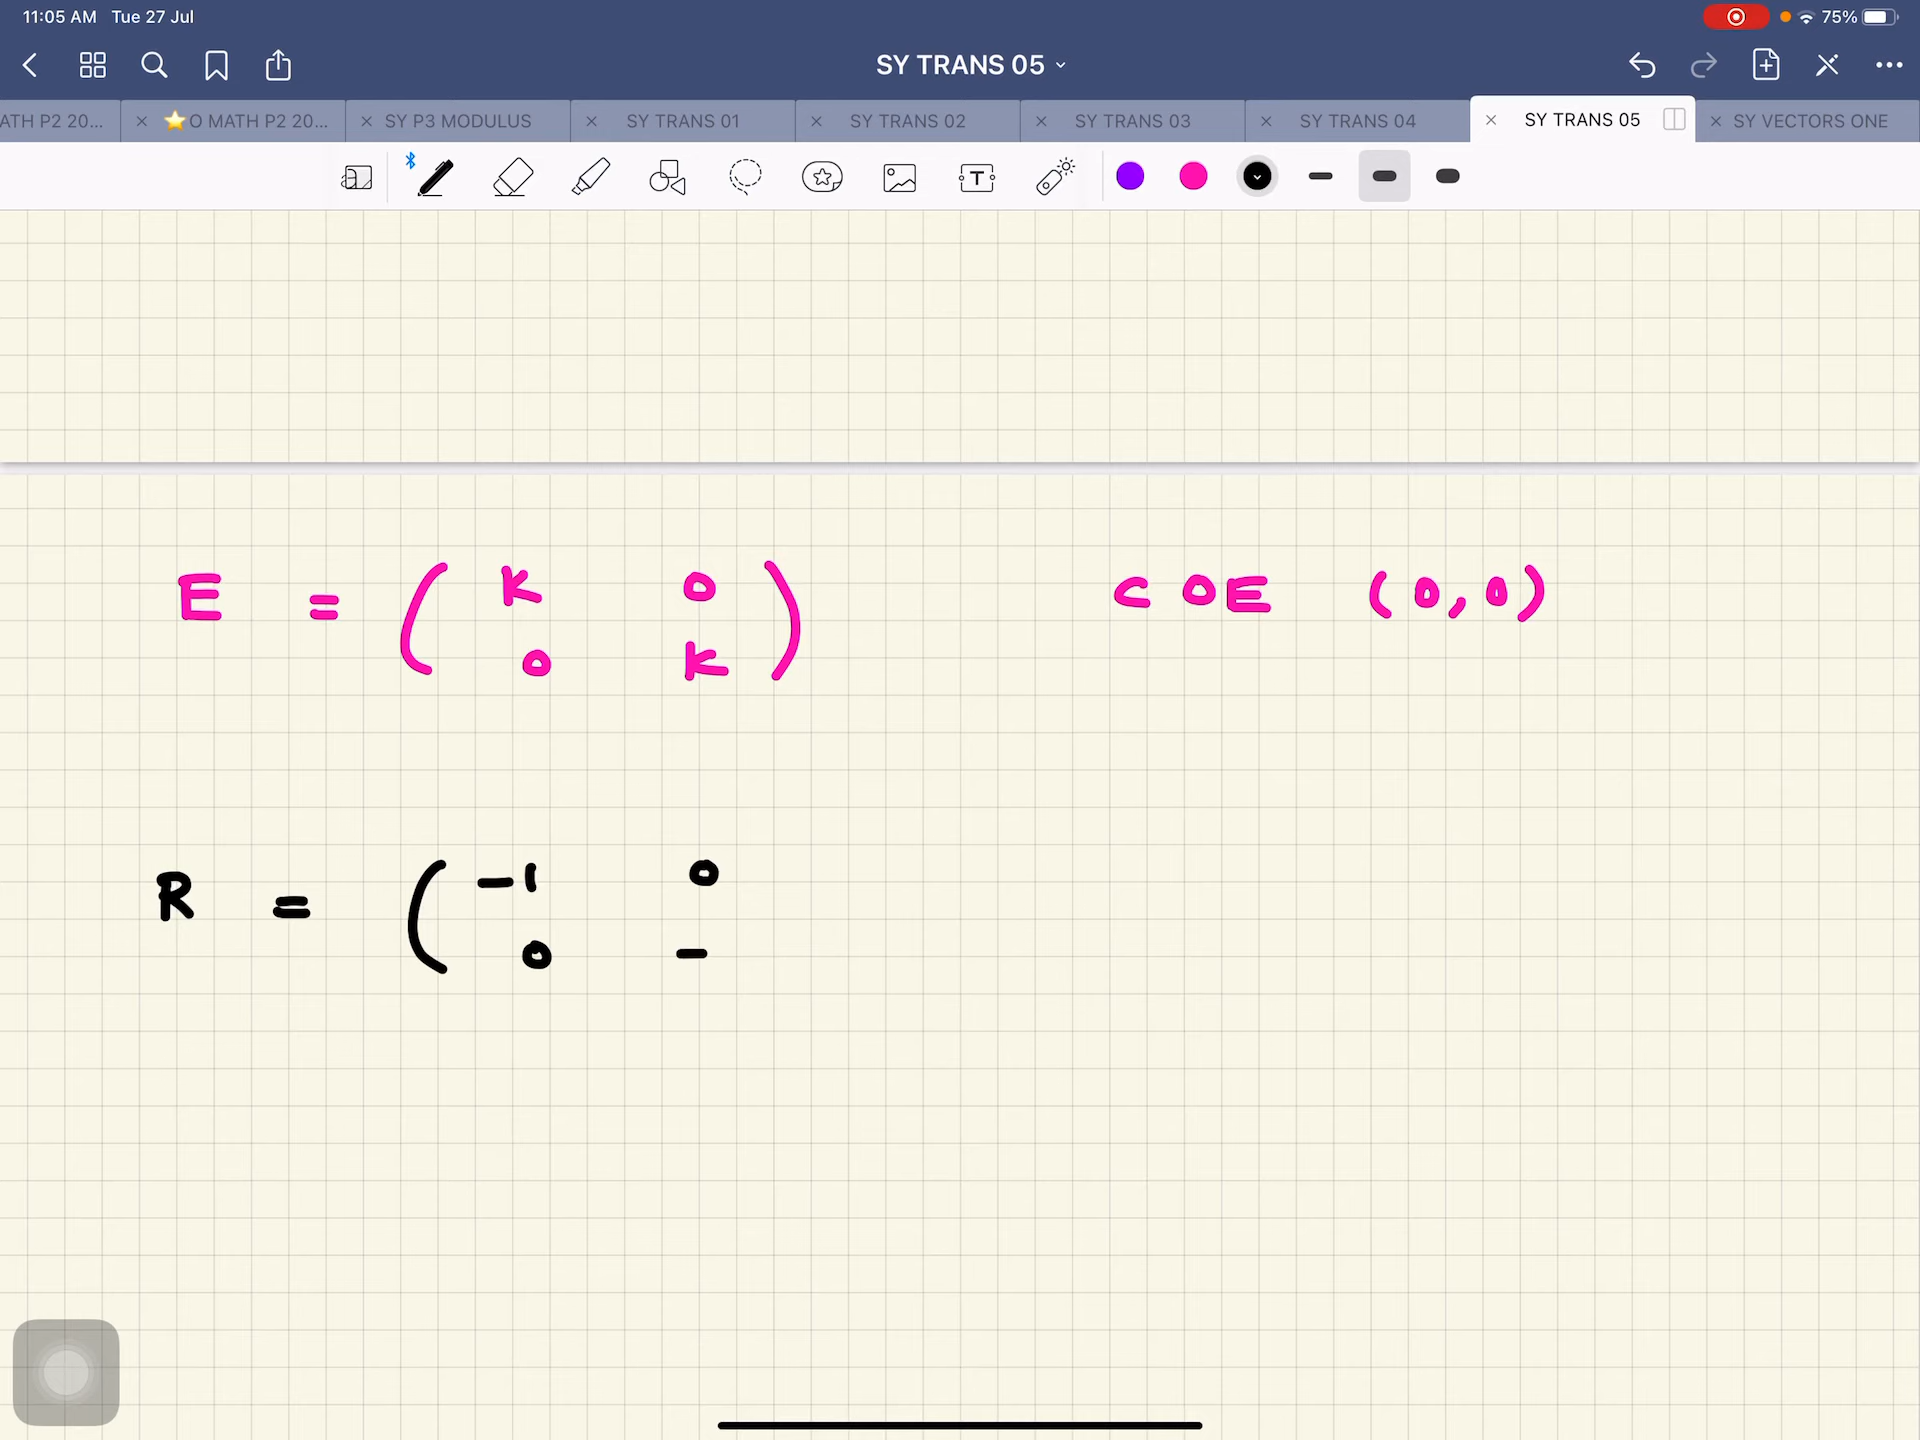 11:05 AM Tue 27 Jul 75%
SY TRANS 05
ATH P2 20... × ⭐O MATH P2 20... × SY P3 MODULUS × SY TRANS 01 × SY TRANS 02 × SY TRANS 03 × SY TRANS 04 × SY TRANS 05 × SY VECTORS ONE
E = ( K 0 ) COE (0,0)
0 K
R = ( -1 0
0 -